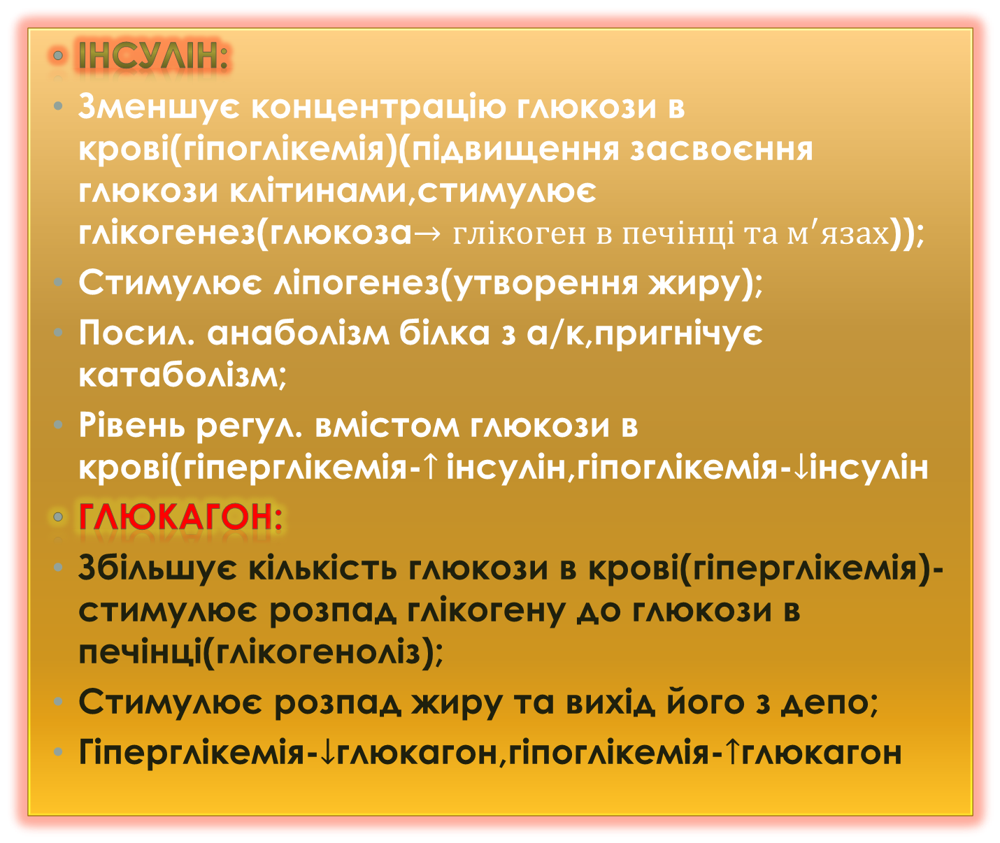 • ІНСУЛІН:
• Зменшує концентрацію глюкози в
крові(гіпоглікемія)(підвищення засвоєння
глюкози клітинами,стимулює
глікогенез(глюкоза→ глікоген в печінці та м′язах));
• Стимулює ліпогенез(утворення жиру);
• Посил. анаболізм білка з а/к,пригнічує
катаболізм;
• Рівень регул. вмістом глюкози в
крові(гіперглікемія-↑ інсулін,гіпоглікемія-↓інсулін
• ГЛЮКАГОН:
• Збільшує кількість глюкози в крові(гіперглікемія)-
стимулює розпад глікогену до глюкози в
печінці(глікогеноліз);
• Стимулює розпад жиру та вихід його з депо;
• Гіперглікемія-↓глюкагон,гіпоглікемія-↑глюкагон